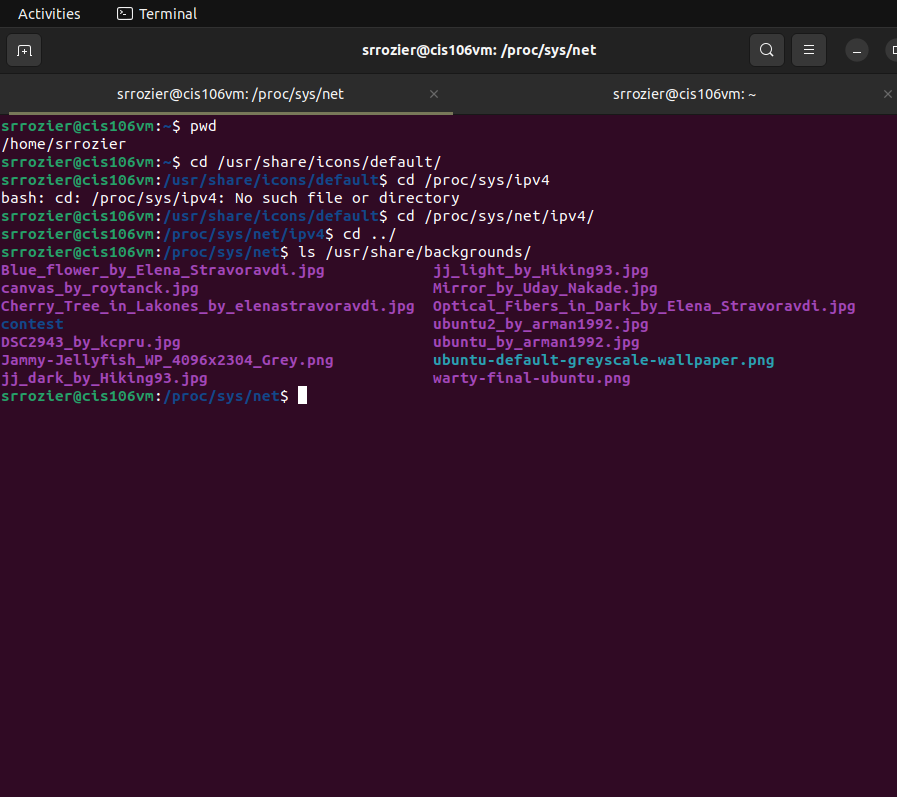 Activities Terminal
srrozier@cis106vm: /proc/sys/net
srrozier@cis106vm: /proc/sys/net × srrozier@cis106vm: ~ ×
srrozier@cis106vm:~$ pwd
/home/srrozier
srrozier@cis106vm:~$ cd /usr/share/icons/default/
srrozier@cis106vm:/usr/share/icons/default$ cd /proc/sys/ipv4
bash: cd: /proc/sys/ipv4: No such file or directory
srrozier@cis106vm:/usr/share/icons/default$ cd /proc/sys/net/ipv4/
srrozier@cis106vm:/proc/sys/net/ipv4$ cd ../
srrozier@cis106vm:/proc/sys/net$ ls /usr/share/backgrounds/
Blue_flower_by_Elena_Stravoravdi.jpg jj_light_by_Hiking93.jpg
canvas_by_roytanck.jpg Mirror_by_Uday_Nakade.jpg
Cherry_Tree_in_Lakones_by_elenastravoravdi.jpg Optical_Fibers_in_Dark_by_Elena_Stravoravdi.jpg
contest ubuntu2_by_arman1992.jpg
DSC2943_by_kcpru.jpg ubuntu_by_arman1992.jpg
Jammy-Jellyfish_WP_4096x2304_Grey.png ubuntu-default-greyscale-wallpaper.png
jj_dark_by_Hiking93.jpg warty-final-ubuntu.png
srrozier@cis106vm:/proc/sys/net$